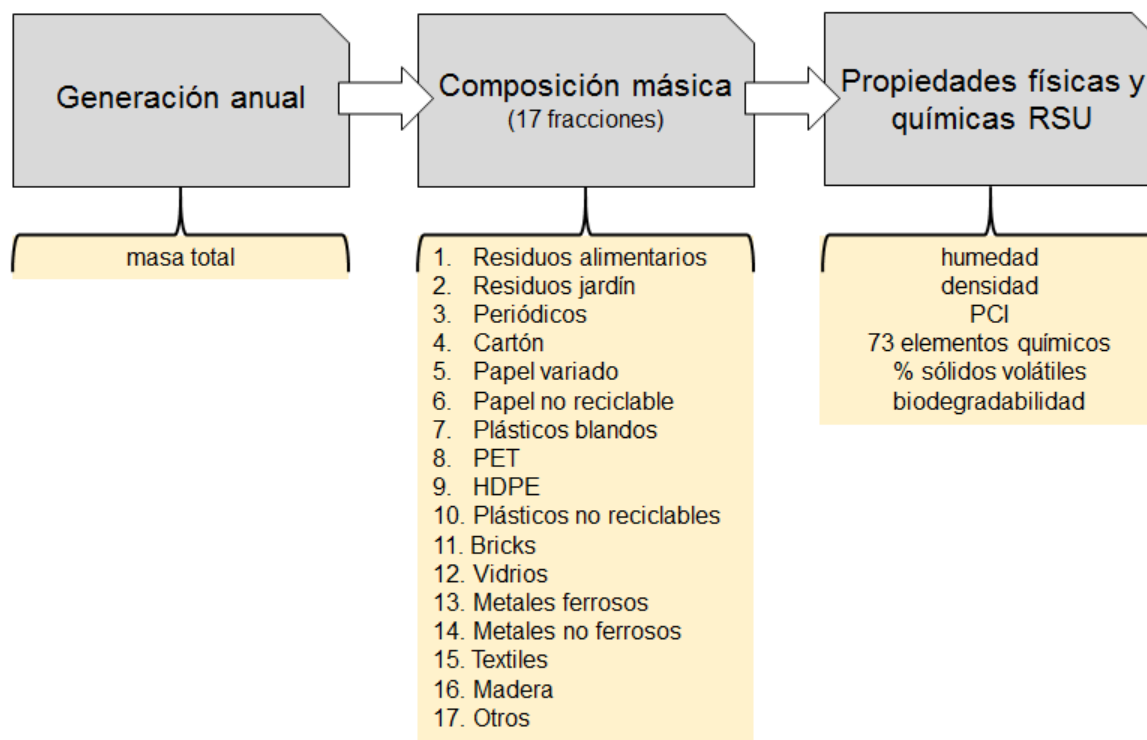 Generación anual
Composición másica
(17 fracciones)
Propiedades físicas y
químicas RSU
masa total
1. Residuos alimentarios
2. Residuos jardín
3. Periódicos
4. Cartón
5. Papel variado
6. Papel no reciclable
7. Plásticos blandos
8. PET
9. HDPE
10. Plásticos no reciclables
11. Bricks
12. Vidrios
13. Metales ferrosos
14. Metales no ferrosos
15. Textiles
16. Madera
17. Otros
humedad
densidad
PCI
73 elementos químicos
% sólidos volátiles
biodegradabilidad